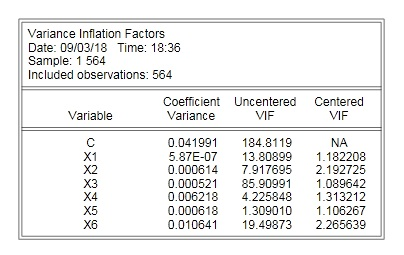 Variance Inflation Factors
Date: 09/03/18 Time: 18:36
Sample: 1 564
Included observations: 564
Coefficient Uncentered Centered
Variable Variance VIF VIF
C 0.041991 184.8119 NA
X1 5.87E-07 13.80899 1.182208
X2 0.000614 7.917695 2.192725
X3 0.000521 85.90991 1.089642
X4 0.006218 4.225848 1.313212
X5 0.000618 1.309010 1.106267
X6 0.010641 19.49873 2.265639